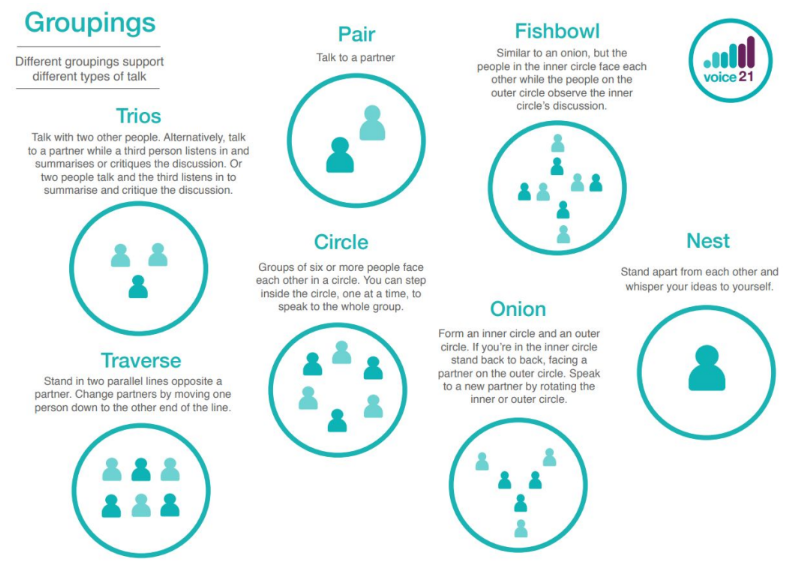 Groupings
Different groupings support
different types of talk
Trios
Talk with two other people. Alternatively, talk
to a partner while a third person listens in and
summarises or critiques the discussion. Or
two people talk and the third listens in to
summarise and critique the discussion.
Traverse
Stand in two parallel lines opposite a
partner. Change partners by moving one
person down to the other end of the line.
Pair
Talk to a partner
Circle
Groups of six or more people face
each other in a circle. You can step
inside the circle, one at a time, to
speak to the whole group.
Fishbowl
Similar to an onion, but the
people in the inner circle face each
other while the people on the
outer circle observe the inner
circle's discussion.
Onion
Form an inner circle and an outer
circle. If you're in the inner circle
stand back to back, facing a
partner on the outer circle. Speak
to a new partner by rotating the
inner or outer circle.
voice 21
Nest
Stand apart from each other and
whisper your ideas to yourself.